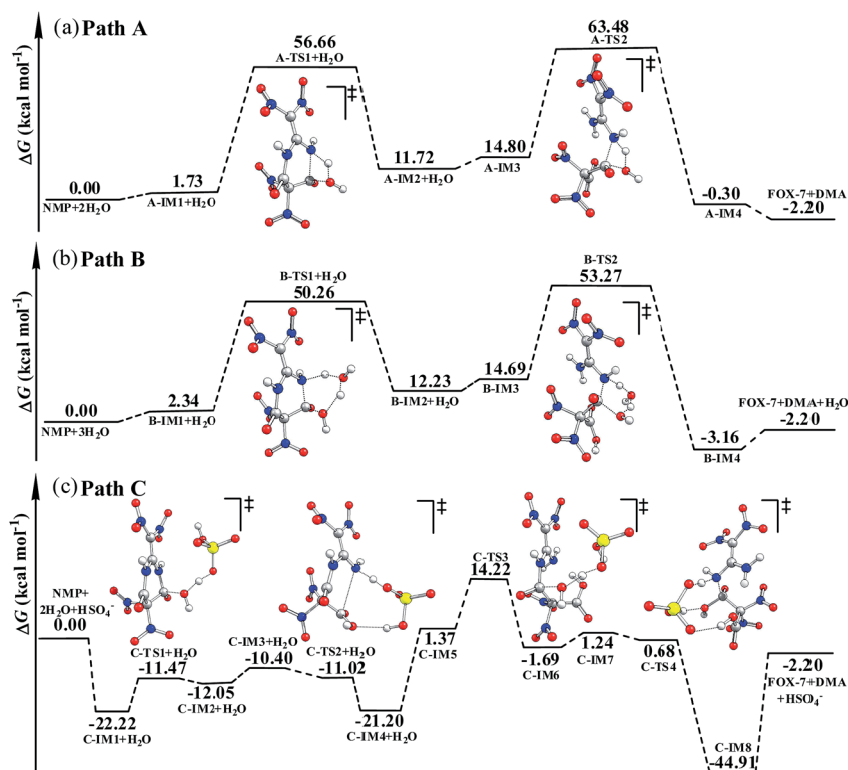 (a) Path A
ΔG (kcal mol⁻¹)
0.00
NMP+2H₂O
1.73
A-IM1+H₂O
56.66
A-TS1+H₂O
‡
11.72
A-IM2+H₂O
14.80
A-IM3
63.48
A-TS2
‡
-0.30
A-IM4
FOX-7+DMA
-2.20
(b) Path B
ΔG (kcal mol⁻¹)
0.00
NMP+3H₂O
2.34
B-IM1+H₂O
B-TS1+H₂O
50.26
‡
12.23
B-IM2+H₂O
14.69
B-IM3
B-TS2
53.27
‡
-3.16
B-IM4
FOX-7+DMA+H₂O
-2.20
(c) Path C
ΔG (kcal mol⁻¹)
NMP+
2H₂O+HSO₄⁻
0.00
-22.22
C-IM1+H₂O
‡
C-TS1+H₂O
-11.47
-12.05
C-IM2+H₂O
C-IM3+H₂O
-10.40
‡
C-TS2+H₂O
-11.02
-21.20
C-IM4+H₂O
1.37
C-IM5
C-TS3
14.22
‡
-1.69
C-IM6
1.24
C-IM7
‡
0.68
C-TS4
C-IM8
-44.91
-2.20
FOX-7+DMA
+HSO₄⁻